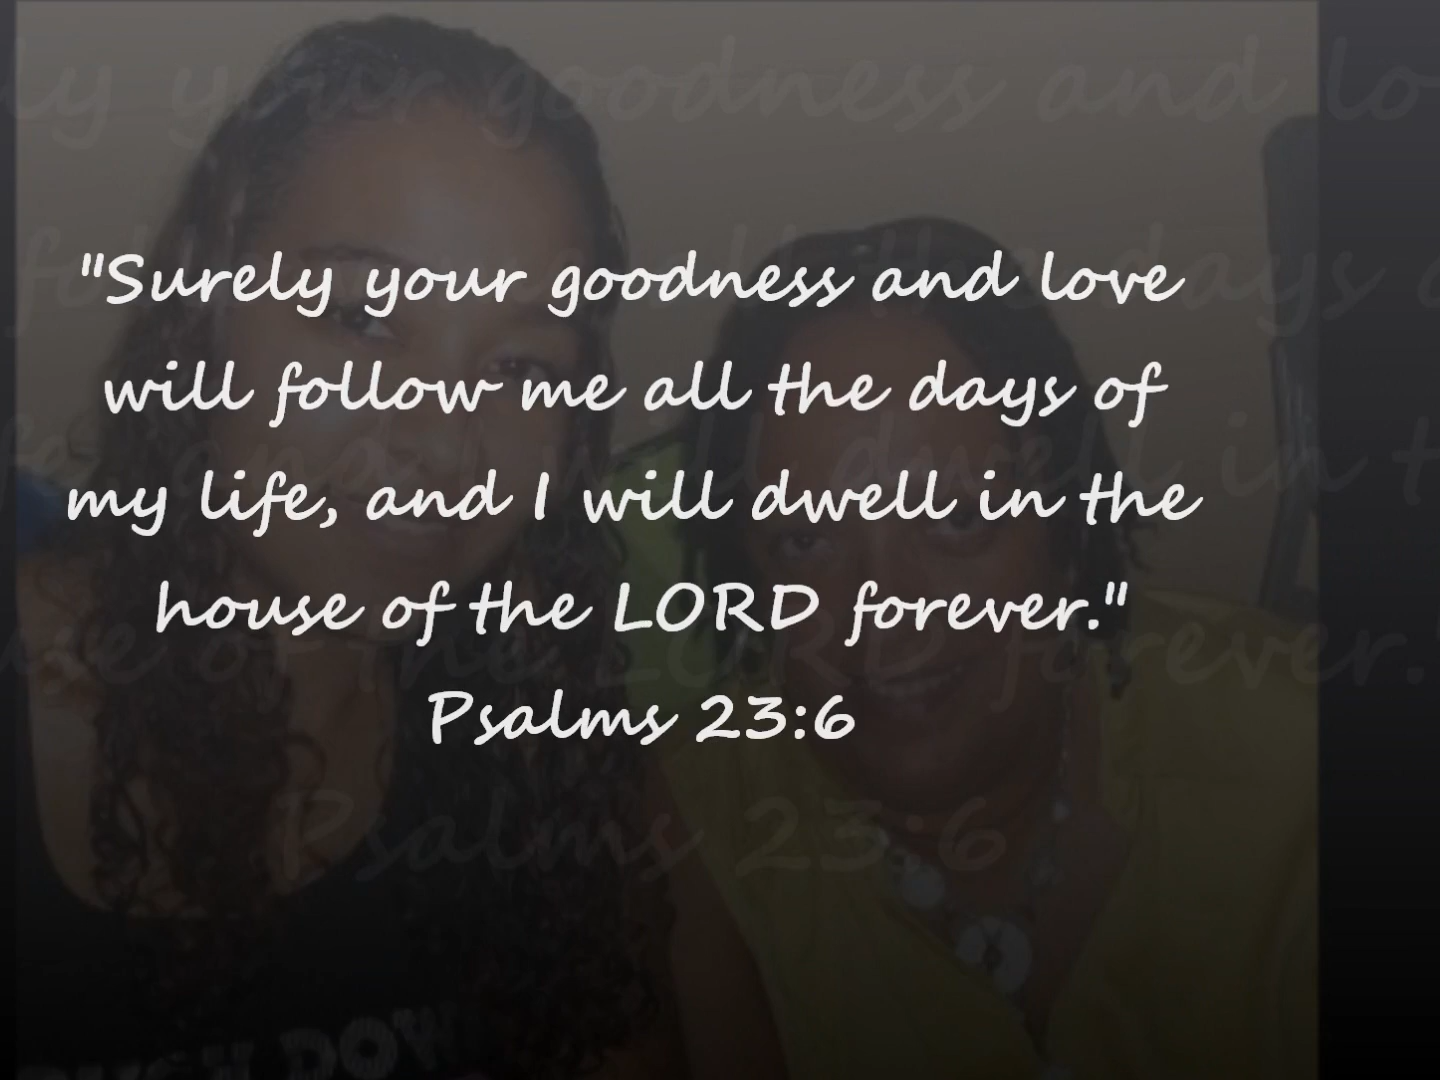 "Surely your goodness and love
will follow me all the days of
my life, and I will dwell in the
house of the LORD forever."
Psalms 23:6